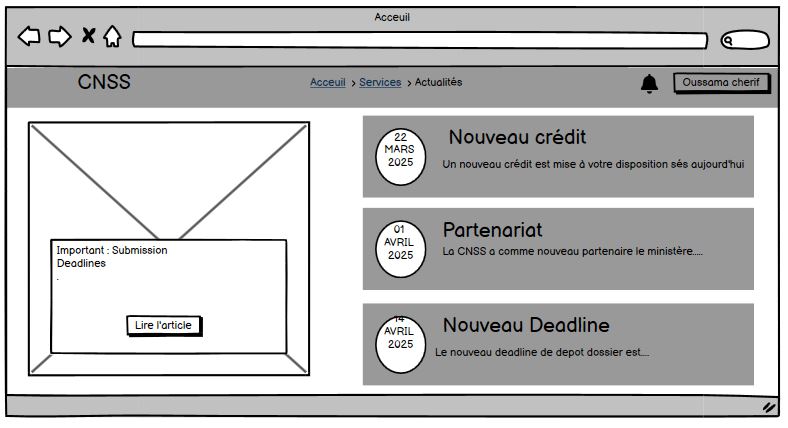 Acceuil
CNSS
Acceuil > Services > Actualités
Oussama cherif
Important : Submission
Deadlines
.
Lire l'article
22
MARS
2025
Nouveau crédit
Un nouveau crédit est mise à votre disposition sés aujourd'hui
01
AVRIL
2025
Partenariat
La CNSS a comme nouveau partenaire le ministère.....
14
AVRIL
2025
Nouveau Deadline
Le nouveau deadline de depot dossier est....